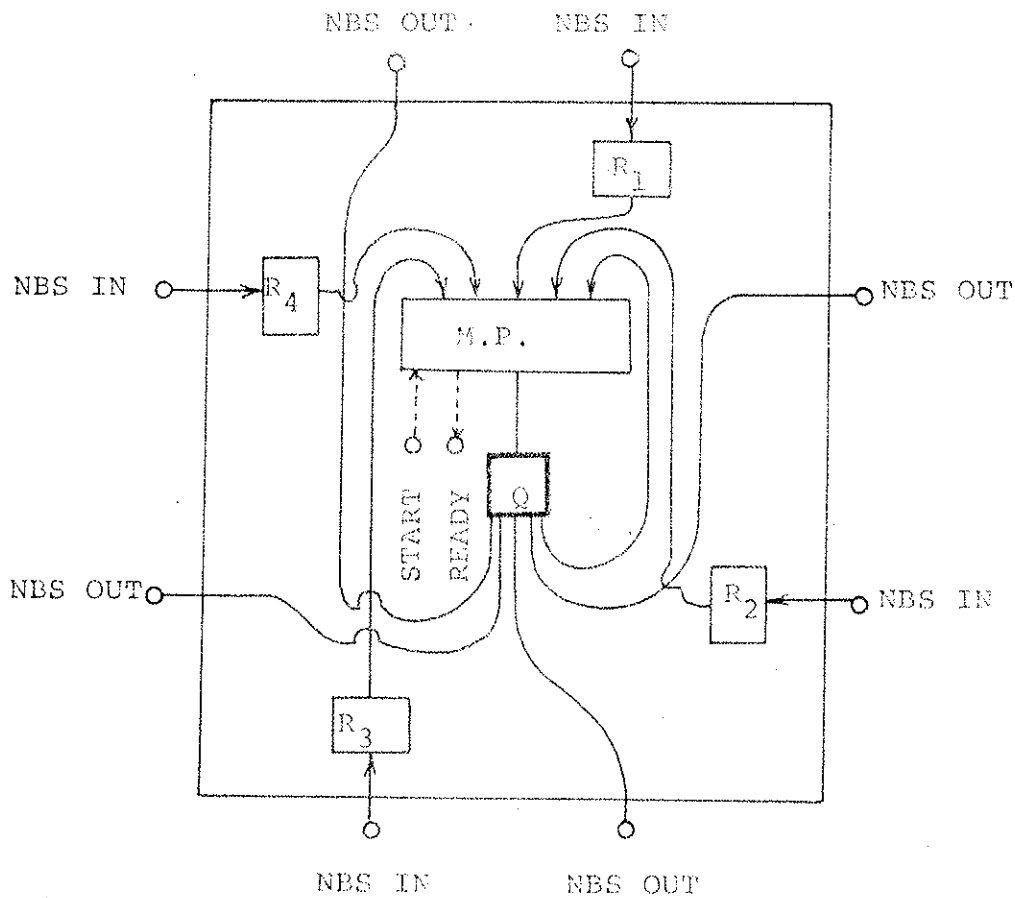 NBS OUT
NBS IN
R1
NBS IN
R4
NBS OUT
M.P.
START
READY
Q
NBS OUT
R2
NBS IN
R3
NBS IN
NBS OUT